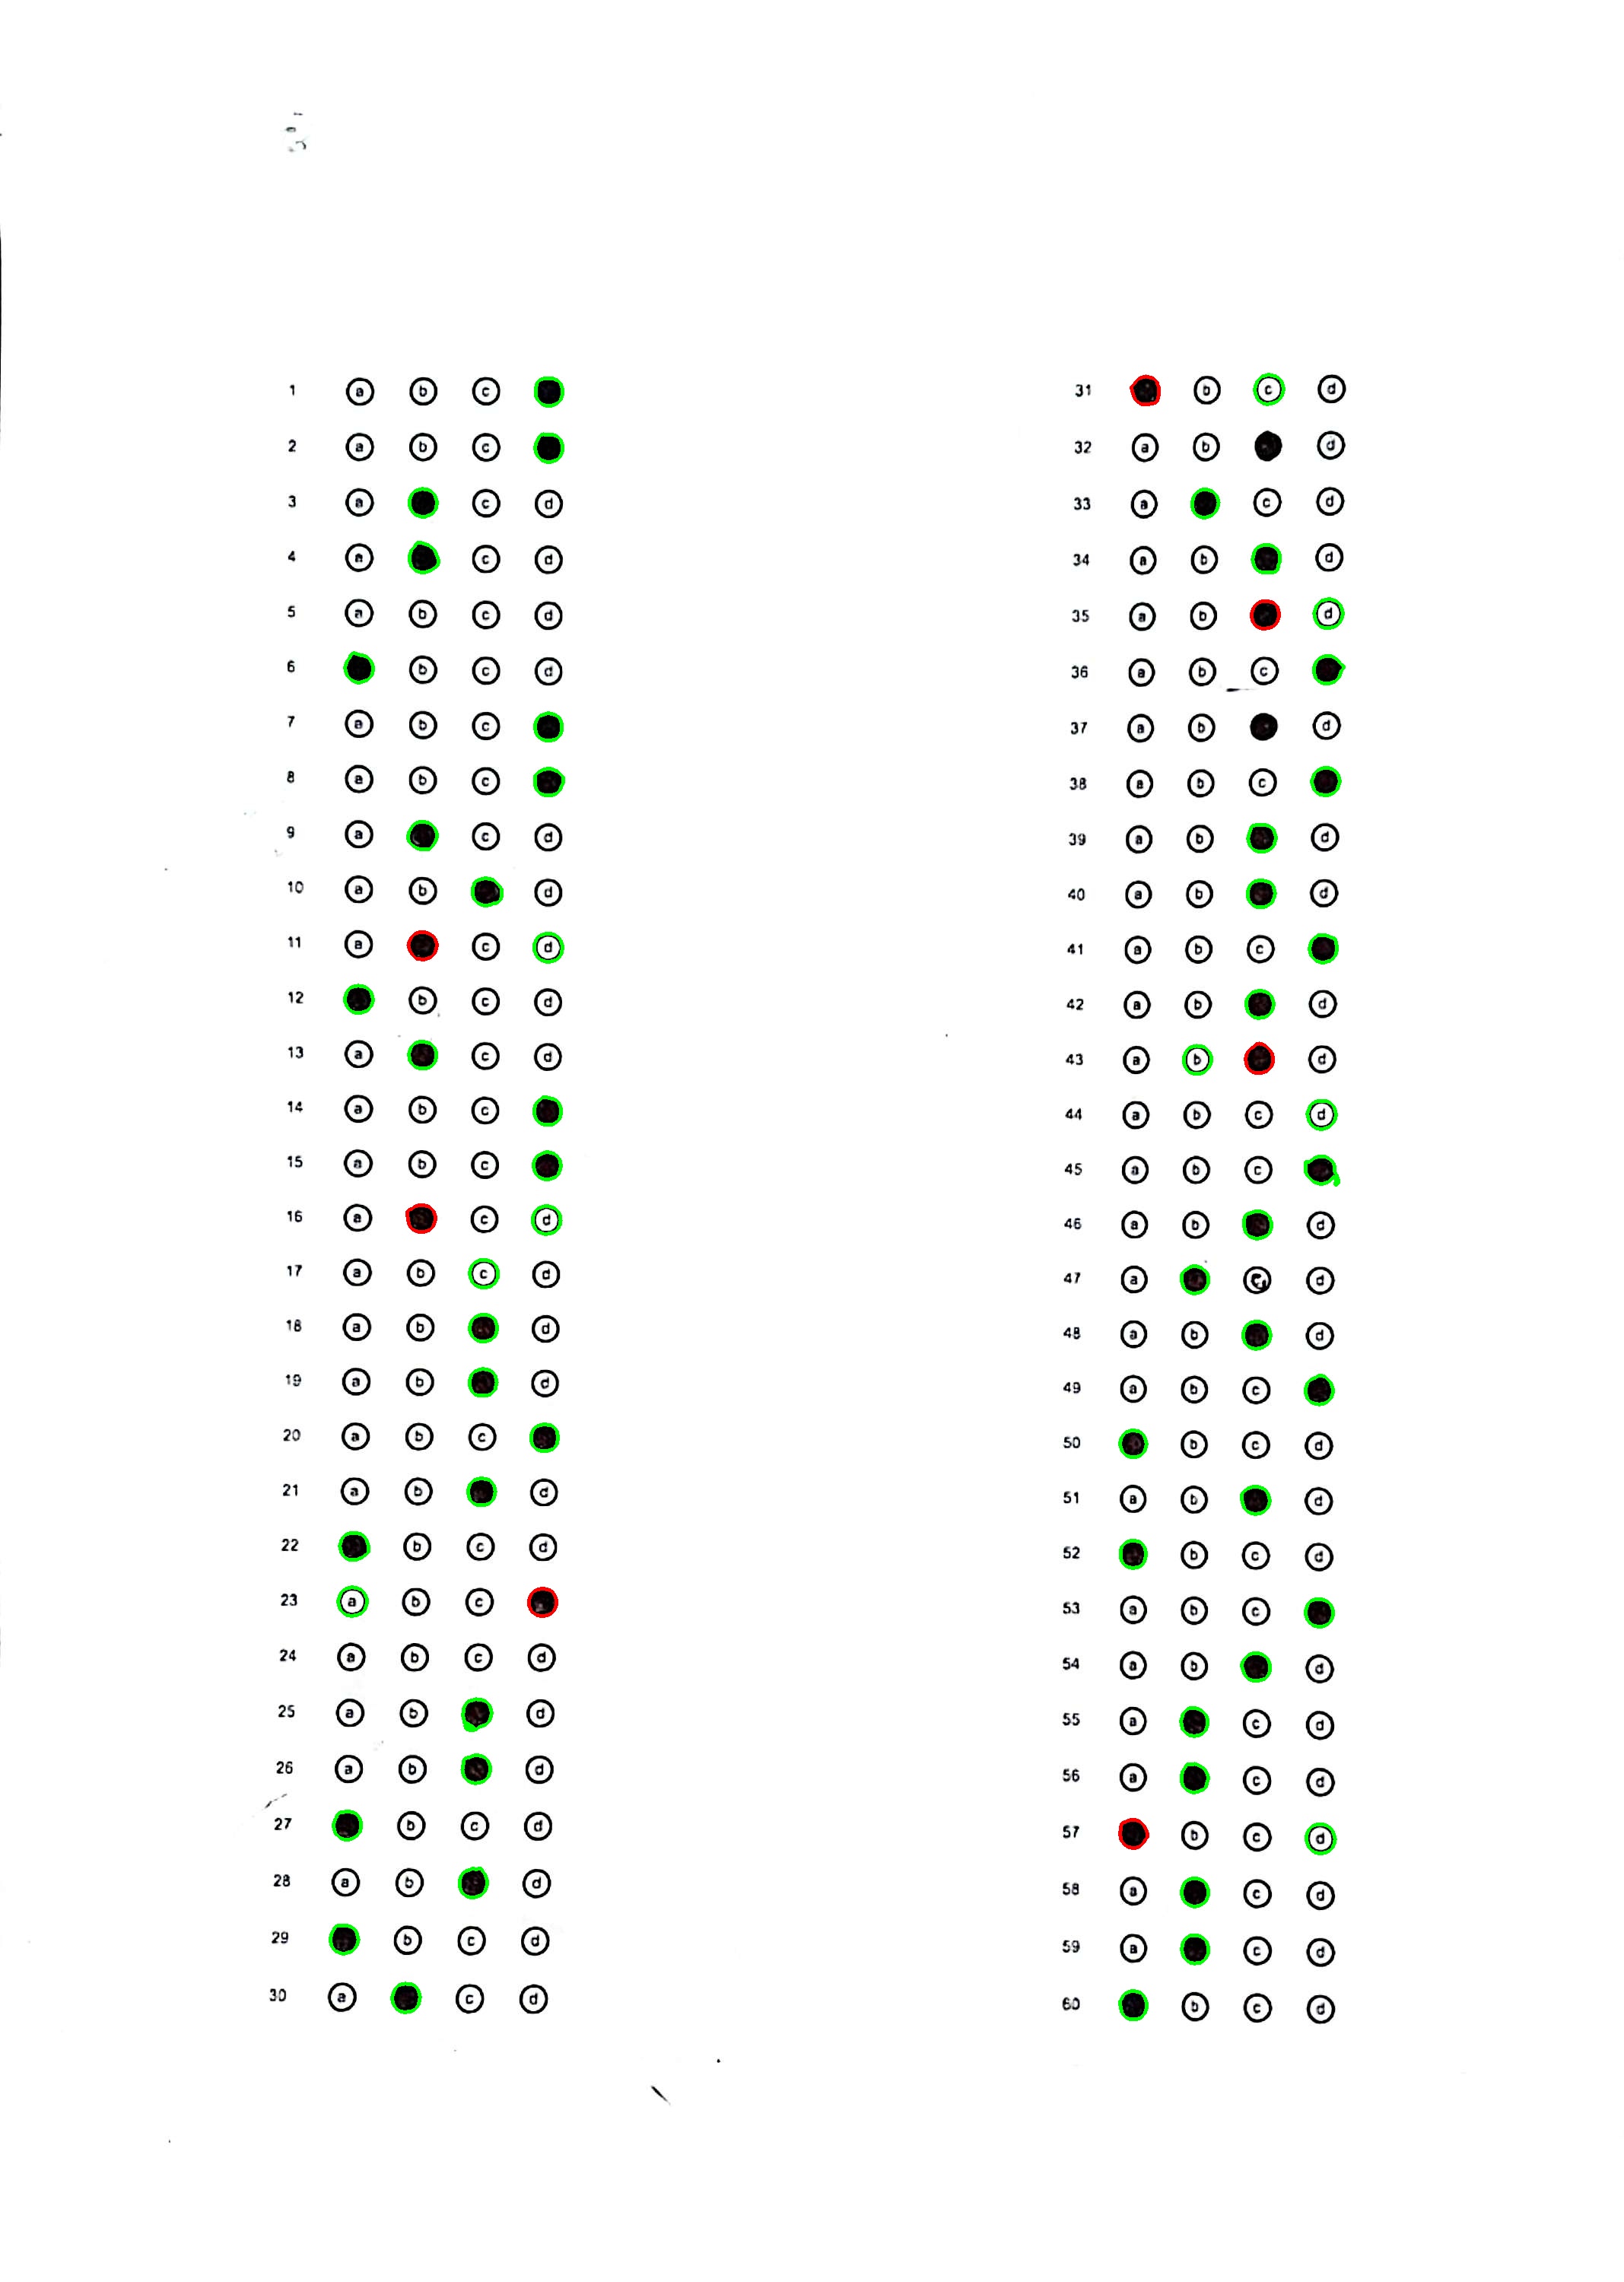 1 a b c
2 a b c
3 a c d
4 a c d
5 a b c d
6 b c d
7 a b c
8 a b c
9 a c d
10 a b d
11 a c d
12 b c d
13 a c d
14 a b c
15 a b c
16 a c d
17 a b c d
18 a b d
19 a b d
20 a b c
21 a b d
22 b c d
23 a b c
24 a b c d
25 a b d
26 a b d
27 b c d
28 a b d
29 b c d
30 a c d
31 b c d
32 a b d
33 a c d
34 a b d
35 a b d
36 a b c
37 a b d
38 a b c
39 a b d
40 a b d
41 a b c
42 a b d
43 a b d
44 a b c d
45 a b c
46 a b d
47 a c d
48 a b d
49 a b c
50 b c d
51 a b d
52 b c d
53 a b c
54 a b d
55 a c d
56 a c d
57 b c d
58 a c d
59 a c d
60 b c d